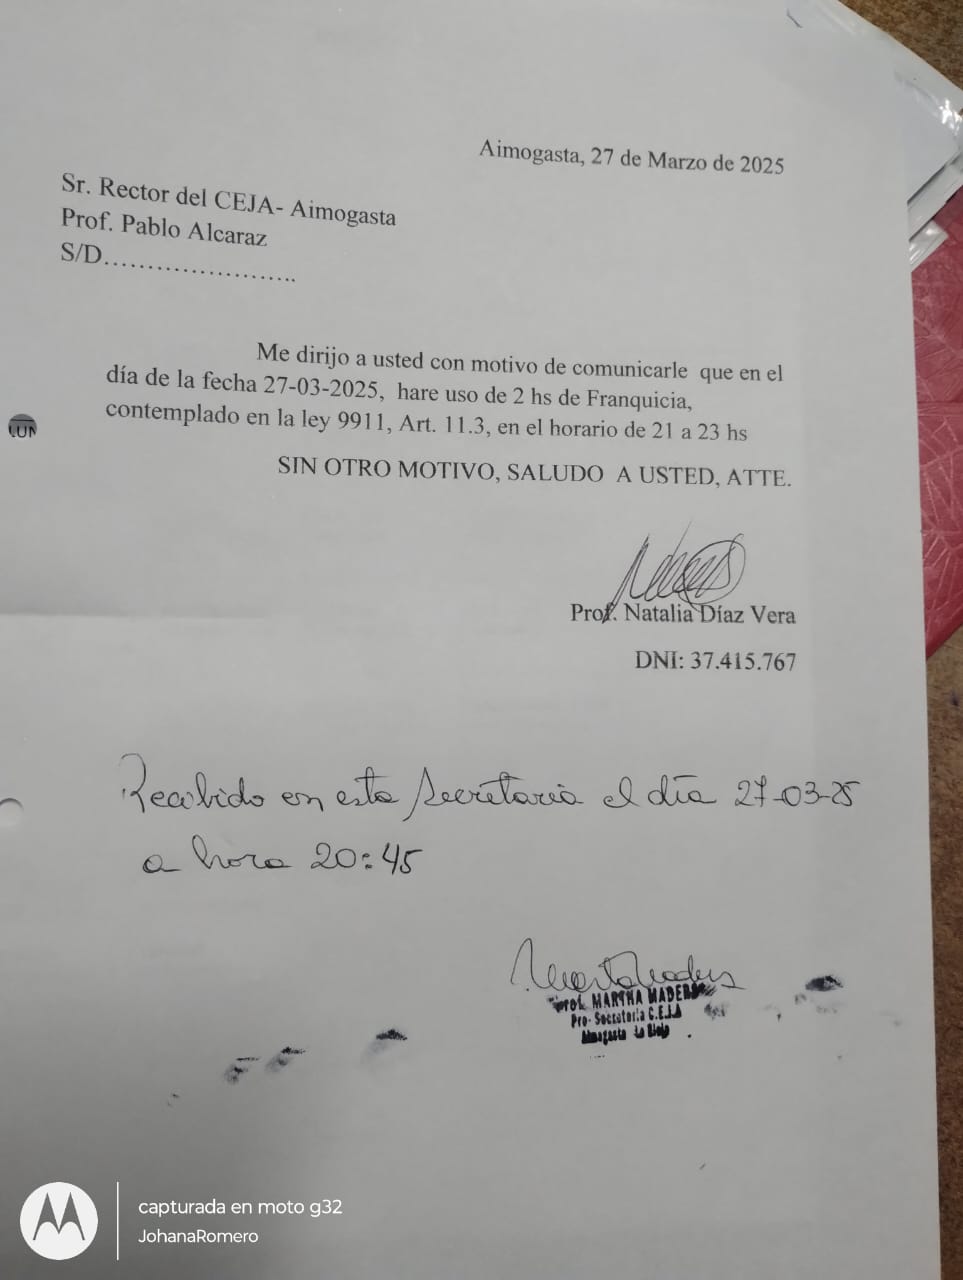 Aimogasta, 27 de Marzo de 2025
Sr. Rector del CEJA- Aimogasta
Prof. Pablo Alcaraz
S/D.......................
Me dirijo a usted con motivo de comunicarle  que en el
día de la fecha 27-03-2025,  hare uso de 2 hs de Franquicia,
contemplado en la ley 9911, Art. 11.3, en el horario de 21 a 23 hs
SIN OTRO MOTIVO, SALUDO  A USTED, ATTE.
Prof. Natalia Díaz Vera
DNI: 37.415.767
Recibido en esta Secretaria el día 27-03-25
a hora 20:45
Prof. MARTHA MADERO
Pro- Secretaria C.E.J.A
Aimogasta La Rioja
capturada en moto g32
JohanaRomero